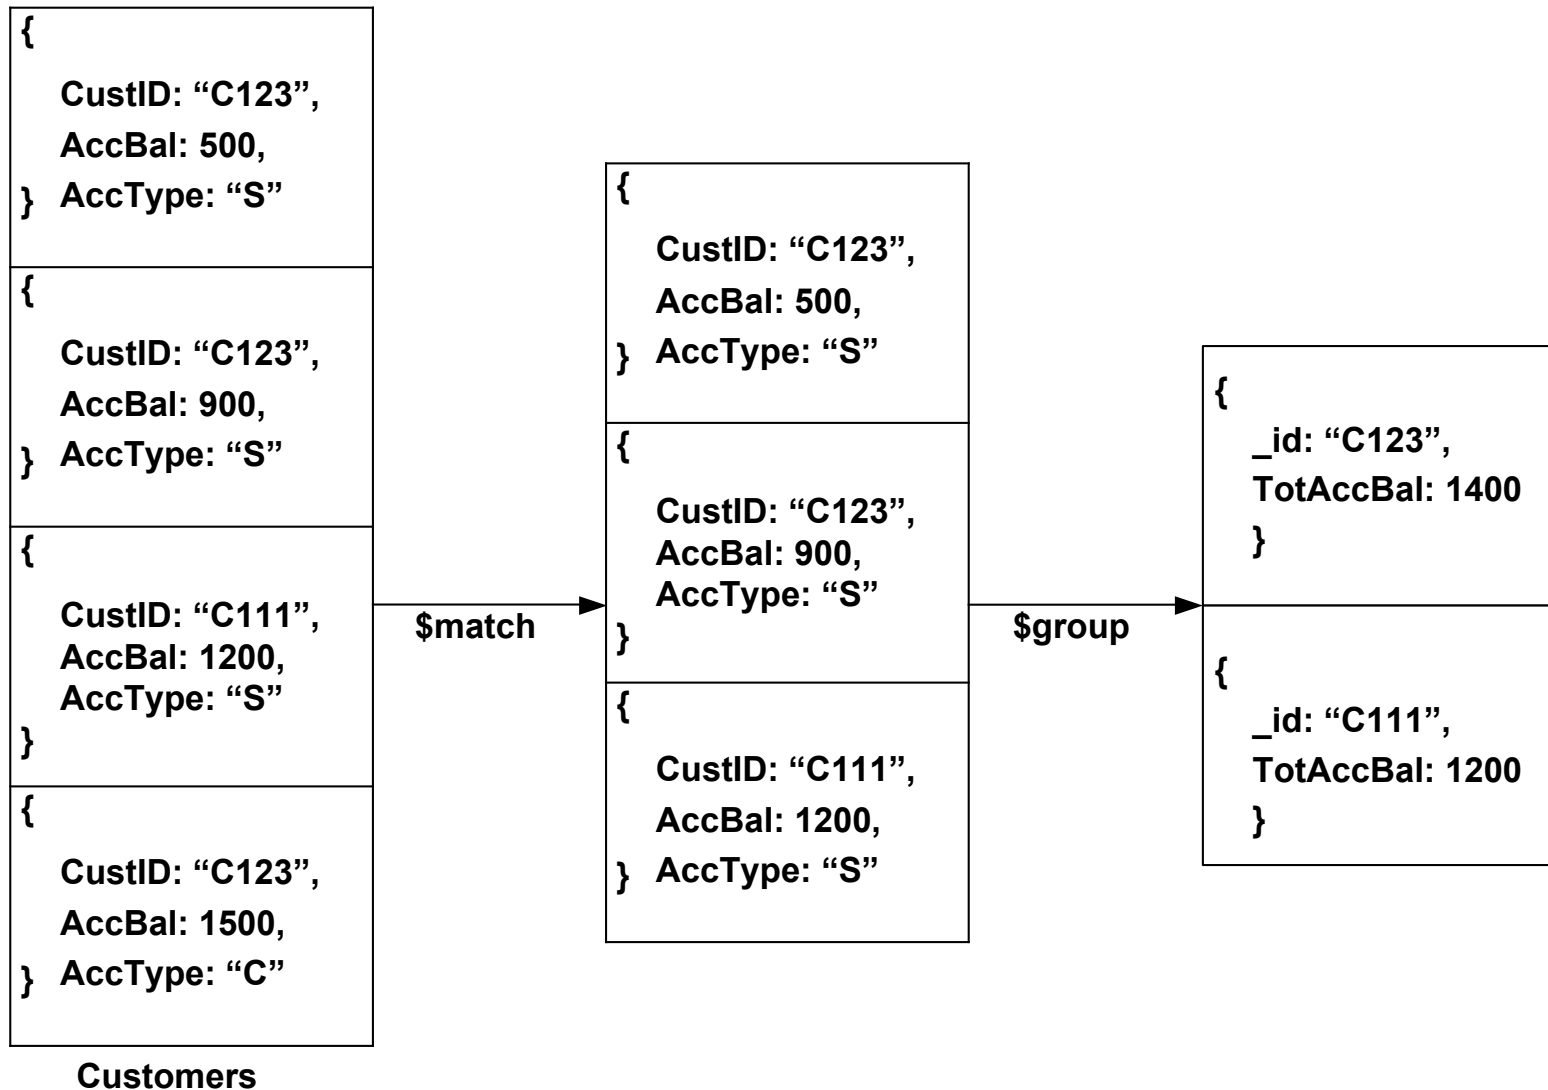 {
CustID: “C123”,
AccBal: 500,
} AccType: “S”
{
CustID: “C123”,
AccBal: 900,
} AccType: “S”
{
CustID: “C111”,
AccBal: 1200,
AccType: “S”
}
{
CustID: “C123”,
AccBal: 1500,
} AccType: “C”
Customers
$match
{
CustID: “C123”,
AccBal: 500,
} AccType: “S”
{
CustID: “C123”,
AccBal: 900,
AccType: “S”
}
{
CustID: “C111”,
AccBal: 1200,
} AccType: “S”
$group
{
_id: “C123”,
TotAccBal: 1400
}
{
_id: “C111”,
TotAccBal: 1200
}